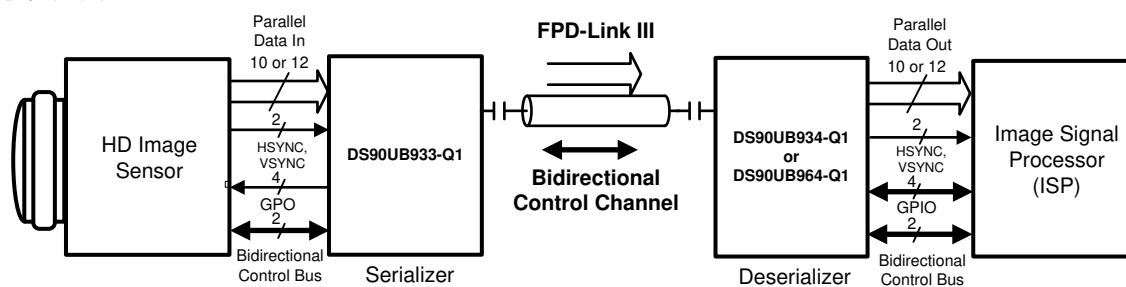 Parallel
Data In
10 or 12
HD Image
Sensor
2
HSYNC,
VSYNC
4
GPO
2
Bidirectional
Control Bus
DS90UB933-Q1
Serializer
FPD-Link III
Bidirectional
Control Channel
DS90UB934-Q1
or
DS90UB964-Q1
Deserializer
Parallel
Data Out
10 or 12
2
HSYNC,
VSYNC
4
GPIO
2
Bidirectional
Control Bus
Image Signal
Processor
(ISP)